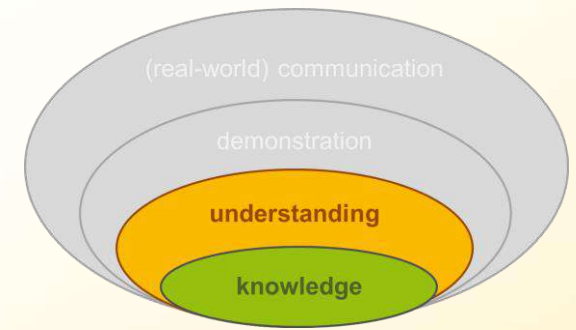 (real-world) communication
demonstration
understanding
knowledge